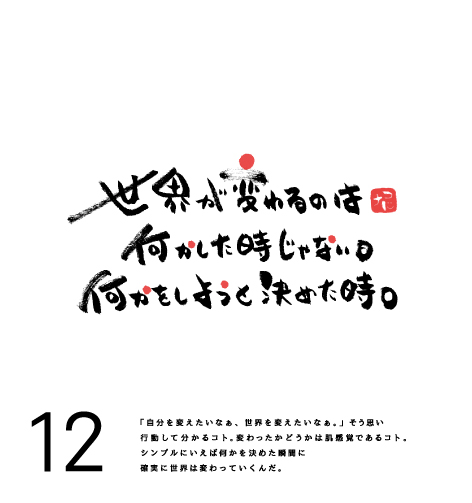 世界が変わるのは
何かした時じゃない。
何かをしようと決めた時。
12
「自分を変えたいなぁ、世界を変えたいなぁ。」そう思い
行動して分かるコト。変わったかどうかは肌感覚であるコト。
シンプルにいえば何かを決めた瞬間に
確実に世界は変わっていくんだ。